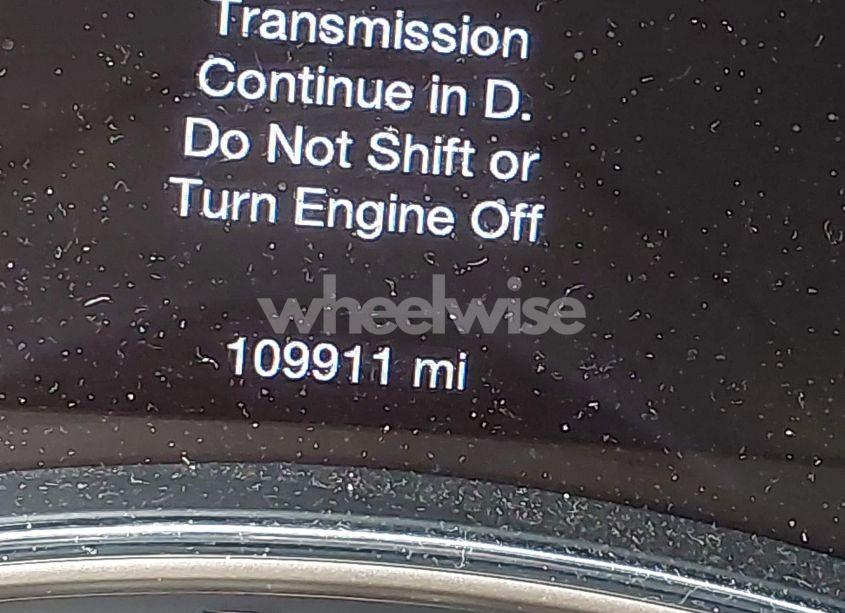 Transmission
Continue in D.
Do Not Shift or
Turn Engine Off
wheelwise
109911 mi